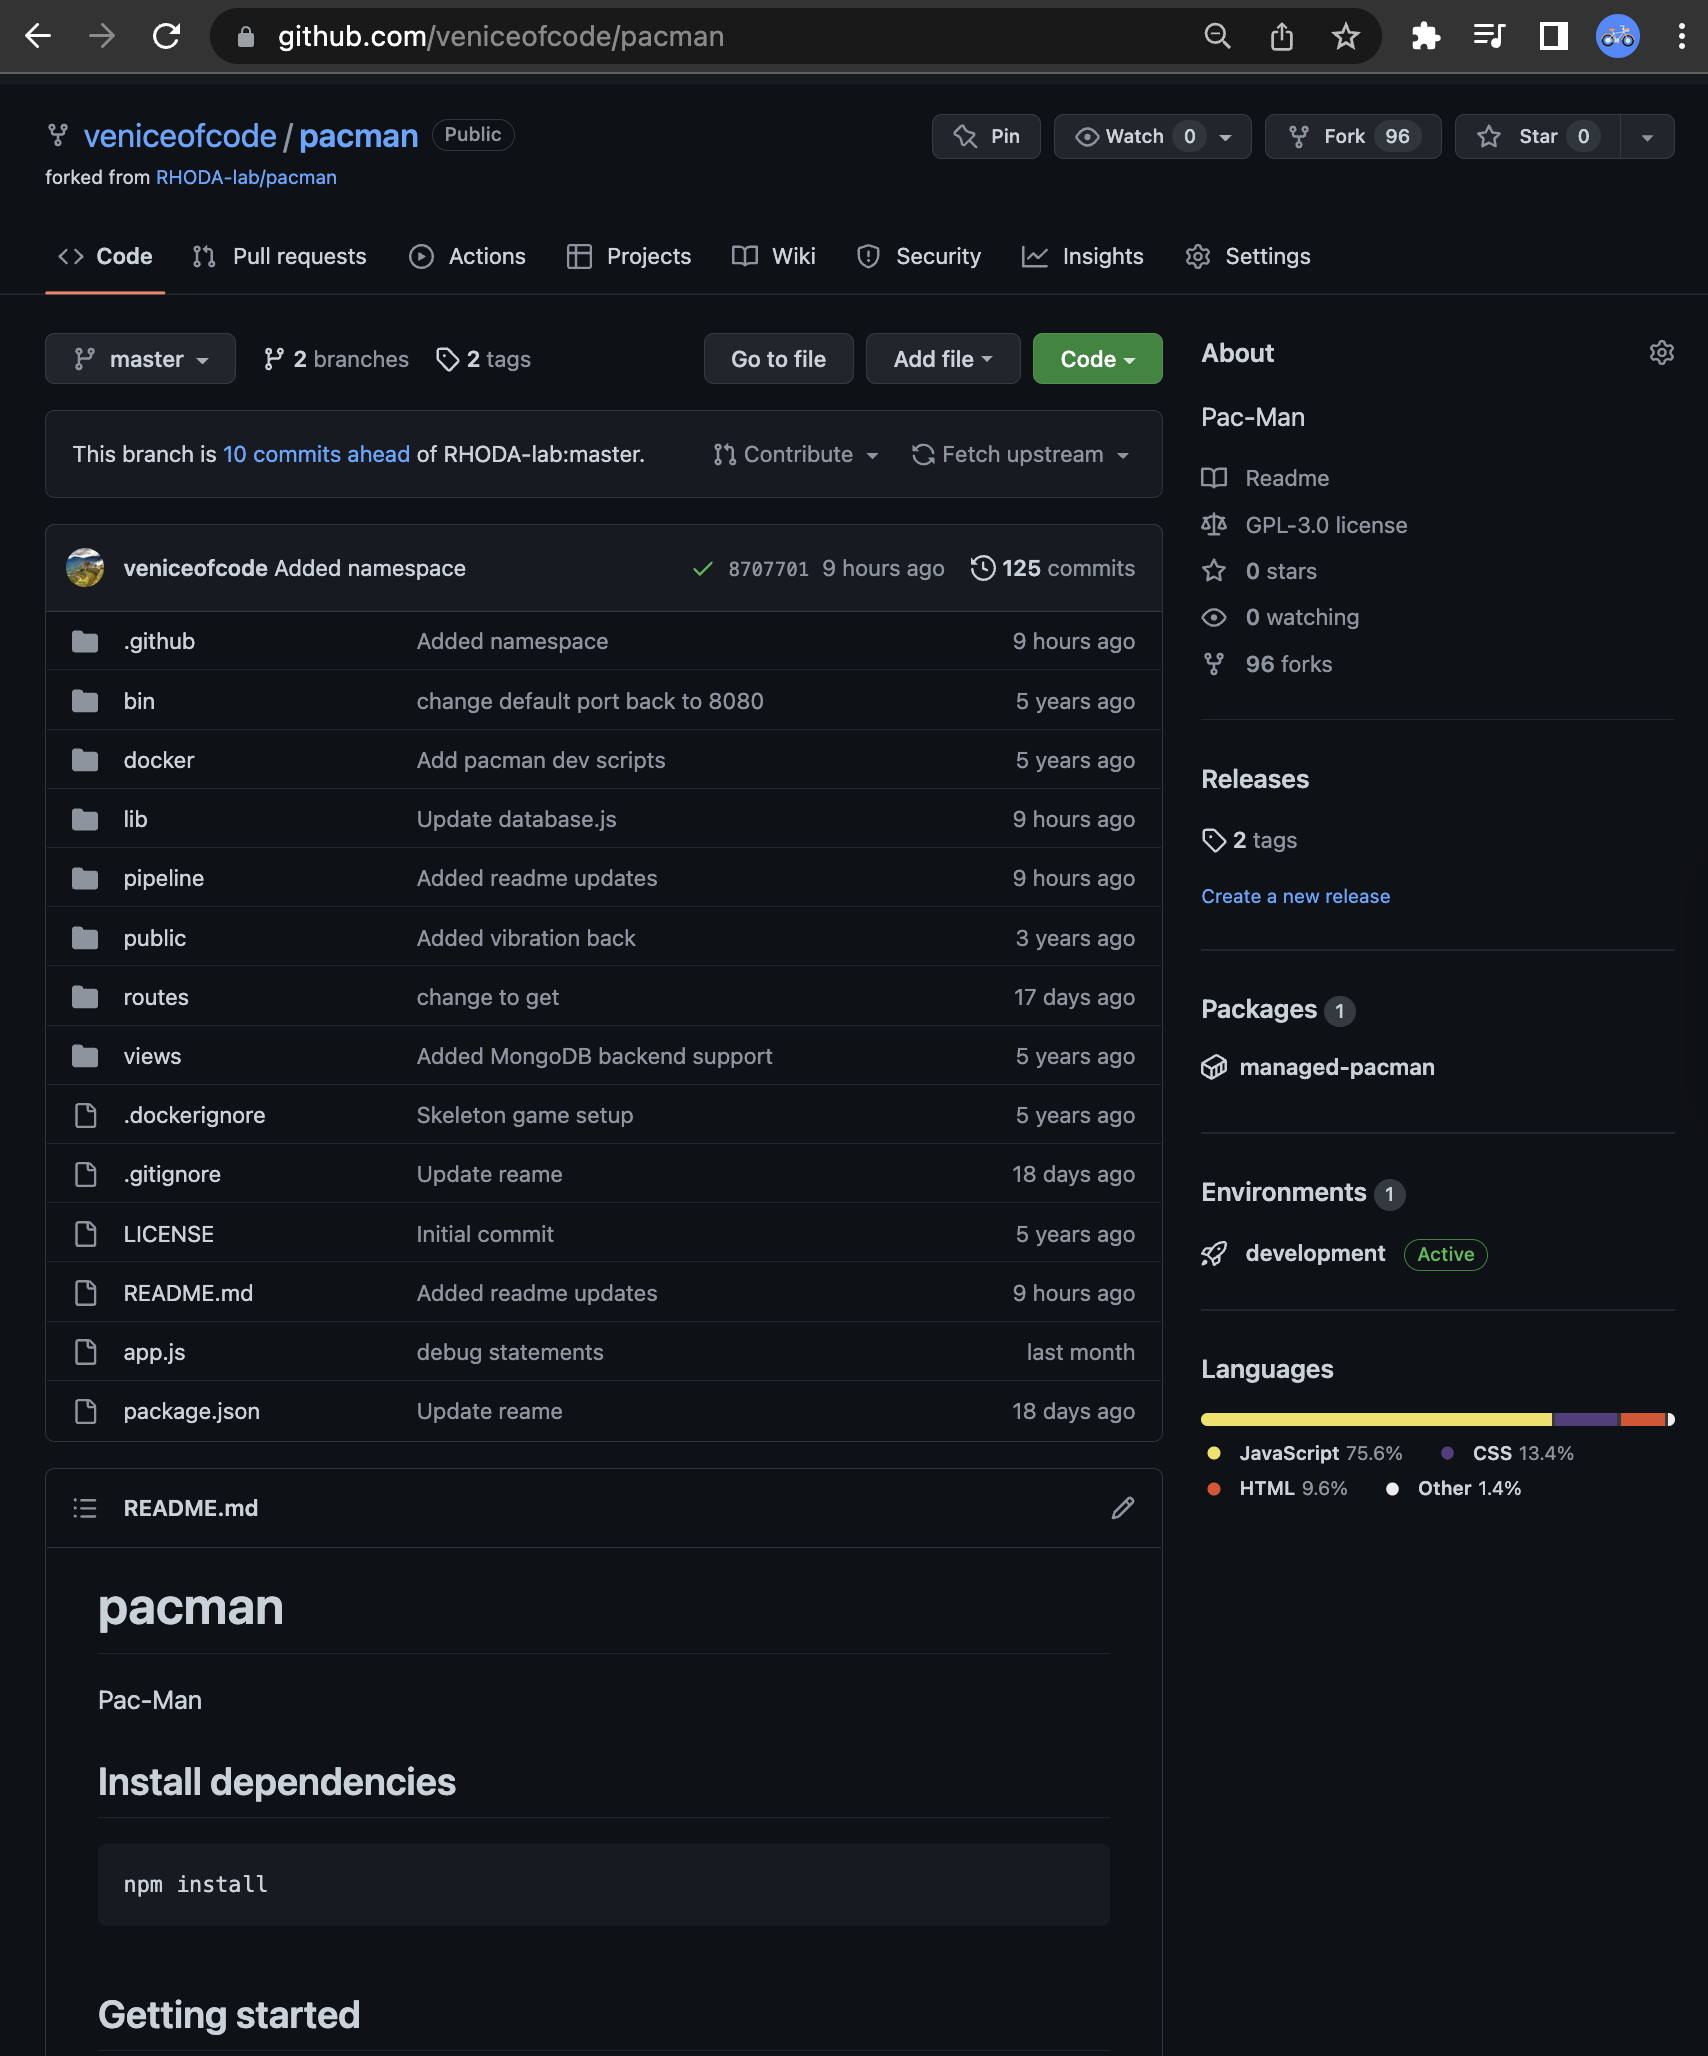 github.com/veniceofcode/pacman
veniceofcode / pacman Public
Pin Watch 0 Fork 96 Star 0
forked from RHODA-lab/pacman
Code Pull requests Actions Projects Wiki Security Insights Settings
master 2 branches 2 tags Go to file Add file Code
This branch is 10 commits ahead of RHODA-lab:master. Contribute Fetch upstream
veniceofcode Added namespace 8707701 9 hours ago 125 commits
.github Added namespace 9 hours ago
bin change default port back to 8080 5 years ago
docker Add pacman dev scripts 5 years ago
lib Update database.js 9 hours ago
pipeline Added readme updates 9 hours ago
public Added vibration back 3 years ago
routes change to get 17 days ago
views Added MongoDB backend support 5 years ago
.dockerignore Skeleton game setup 5 years ago
.gitignore Update reame 18 days ago
LICENSE Initial commit 5 years ago
README.md Added readme updates 9 hours ago
app.js debug statements last month
package.json Update reame 18 days ago
README.md
pacman
Pac-Man
Install dependencies
npm install
Getting started
About
Pac-Man
Readme
GPL-3.0 license
0 stars
0 watching
96 forks
Releases
2 tags
Create a new release
Packages 1
managed-pacman
Environments 1
development Active
Languages
JavaScript 75.6% CSS 13.4%
HTML 9.6% Other 1.4%